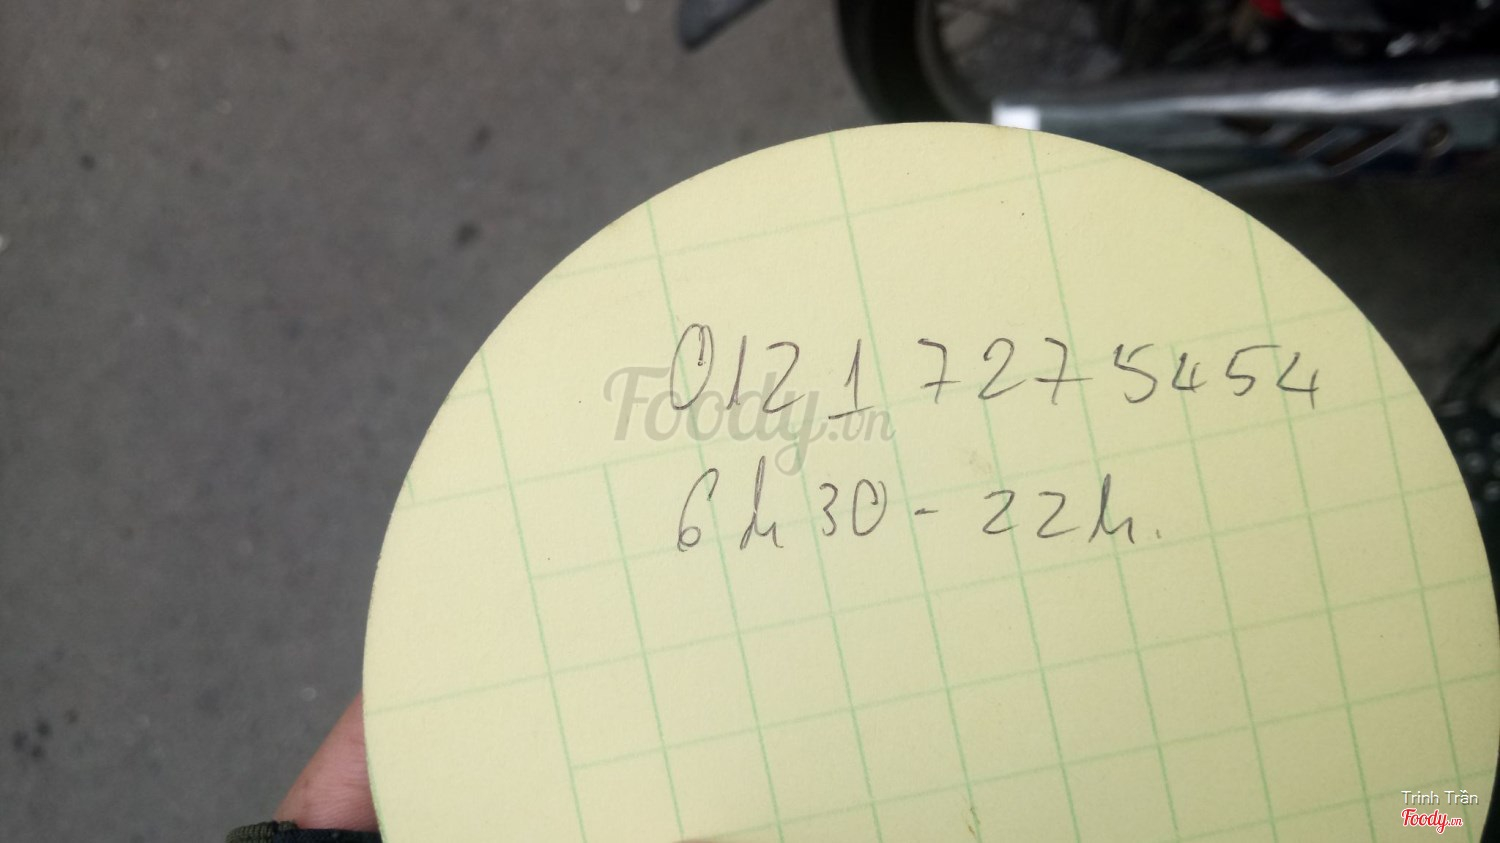 0121 7275454
6h30 - 22h.
Foody.vn
Trinh Trần
Foody.vn